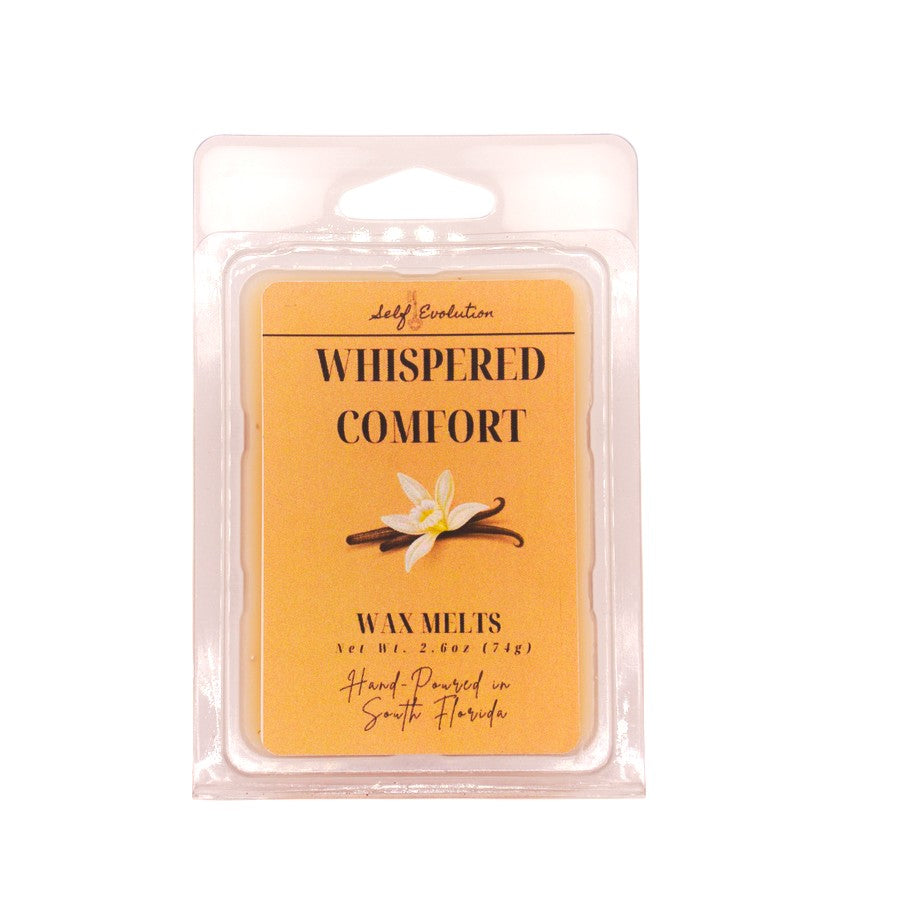 Self Evolution
WHISPERED
COMFORT
WAX MELTS
Net Wt. 2.6oz (74g)
Hand-Poured in
South Florida